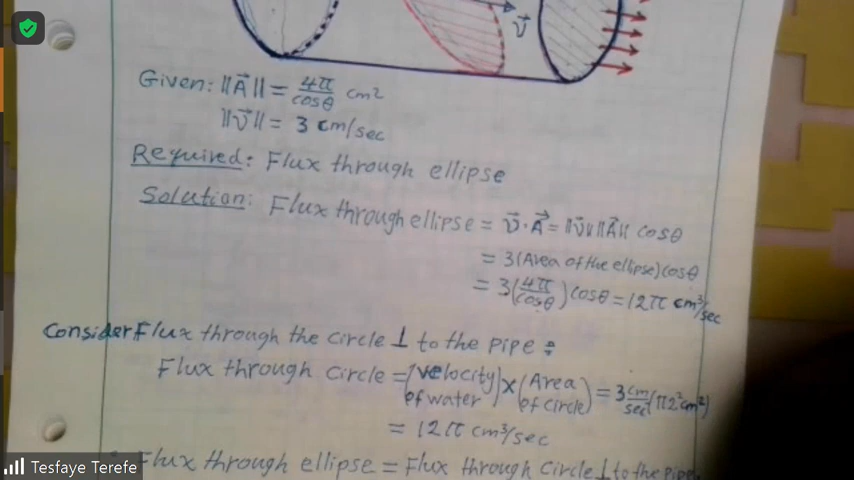 v⃗
Given: ||A⃗|| = 4π/cosθ cm²
||v⃗|| = 3 cm/sec
Required: Flux through ellipse
Solution: Flux through ellipse = v⃗·A⃗ = ||v⃗|| ||A⃗|| cosθ
= 3(Area of the ellipse)cosθ
= 3(4π/cosθ)cosθ = 12π cm³/sec
Consider Flux through the circle ⊥ to the pipe:
Flux through circle = (velocity of water) × (Area of circle) = 3 cm/sec (π2² cm²)
= 12π cm³/sec
Flux through ellipse = Flux through Circle ⊥ to the pipe
Tesfaye Terefe